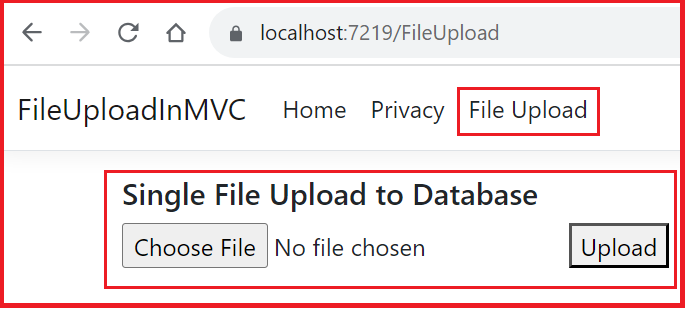 localhost:7219/FileUpload
FileUploadInMVC Home Privacy File Upload
Single File Upload to Database
Choose File No file chosen Upload